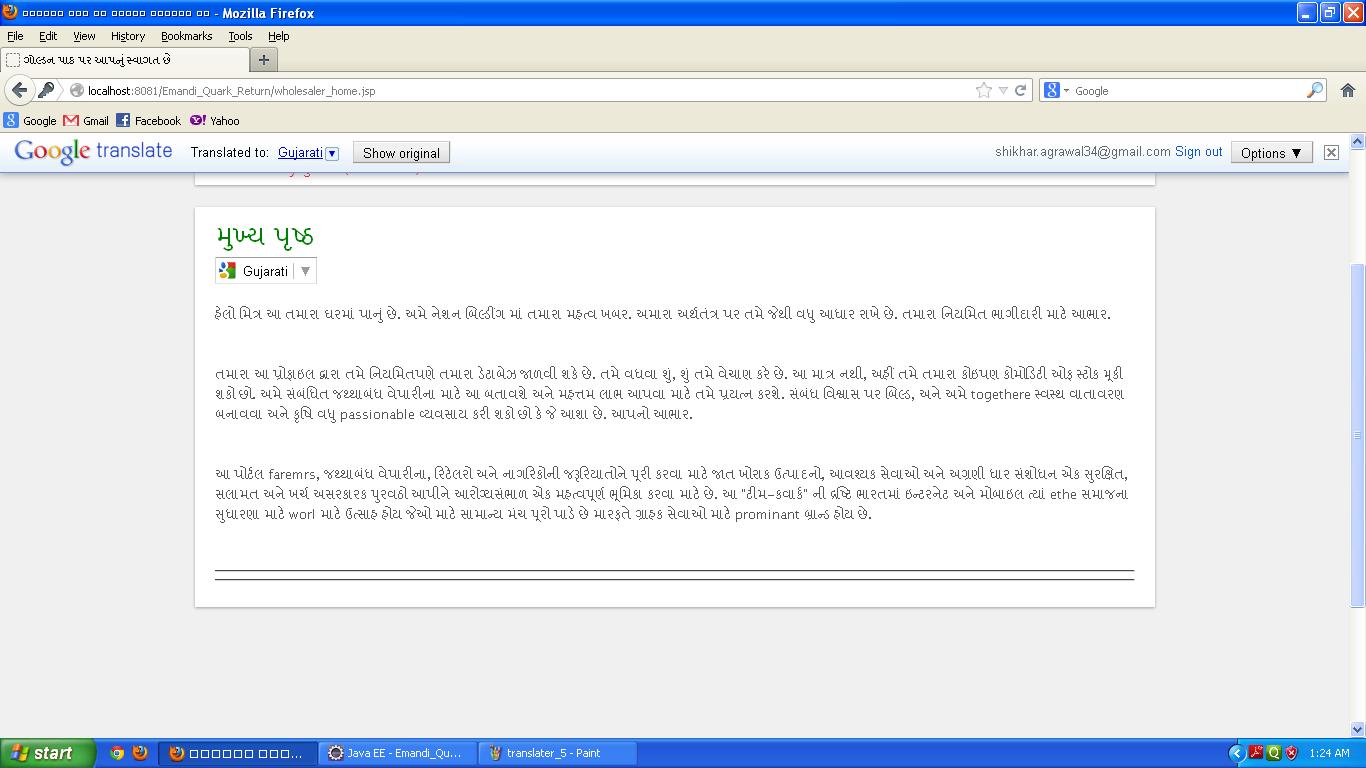 - Mozilla Firefox
File Edit View History Bookmarks Tools Help
ગોલ્ડન પાક પર આપનું સ્વાગત છે
localhost:8081/Emandi_Quark_Return/wholesaler_home.jsp
Google
Google Gmail Facebook Yahoo
Google translate Translated to: Gujarati Show original shikhar.agrawal34@gmail.com Sign out Options ▼
મુખ્ય પૃષ્ઠ
Gujarati ▼
હેલો મિત્ર આ તમારા ઘરમાં પાનું છે. અમે નેશન બિલ્ડીંગ માં તમારા મહત્વ ખબર. અમારા અર્થતંત્ર પર તમે જેથી વધુ આધાર રાખે છે. તમારા નિયમિત ભાગીદારી માટે આભાર.
તમારા આ પ્રોફાઇલ દ્વારા તમે નિયમિતપણે તમારા ડેટાબેઝ જાળવી શકે છે. તમે વધવા શું, શું તમે વેચાણ કરે છે. આ માત્ર નથી, અહીં તમે તમારા કોઇપણ કોમોડિટી ઓફ સ્ટોક મૂકી
શકો છો. અમે સંબંધિત જથ્થાબંધ વેપારીના માટે આ બતાવશે અને મહત્તમ લાભ આપવા માટે તમે પ્રયત્ન કરશે. સંબંધ વિશ્વાસ પર બિલ્ડ, અને અમે togethere સ્વસ્થ વાતાવરણ
બનાવવા અને કૃષિ વધુ passionable વ્યવસાય કરી શકો છો કે જે આશા છે. આપનો આભાર.
આ પોર્ટલ faremrs, જથ્થાબંધ વેપારીના, રિટેલરો અને નાગરિકોની જરૂરિયાતોને પૂરી કરવા માટે જાત ખોરાક ઉત્પાદનો, આવશ્યક સેવાઓ અને અગ્રણી ધાર સંશોધન એક સુરક્ષિત,
સલામત અને ખર્ચ અસરકારક પુરવઠો આપીને આરોગ્યસંભાળ એક મહત્વપૂર્ણ ભૂમિકા કરવા માટે છે. આ "ટીમ-ક્વાર્ક" ની દ્રષ્ટિ ભારતમાં ઇન્ટરનેટ અને મોબાઇલ ત્યાં ethe સમાજના
સુધારણા માટે worl માટે ઉત્સાહ હોય જેઓ માટે સામાન્ય મંચ પૂરો પાડે છે મારફતે ગ્રાહક સેવાઓ માટે prominant બ્રાન્ડ હોય છે.
start Java EE - Emandi_Qu... translater_5 - Paint 1:24 AM